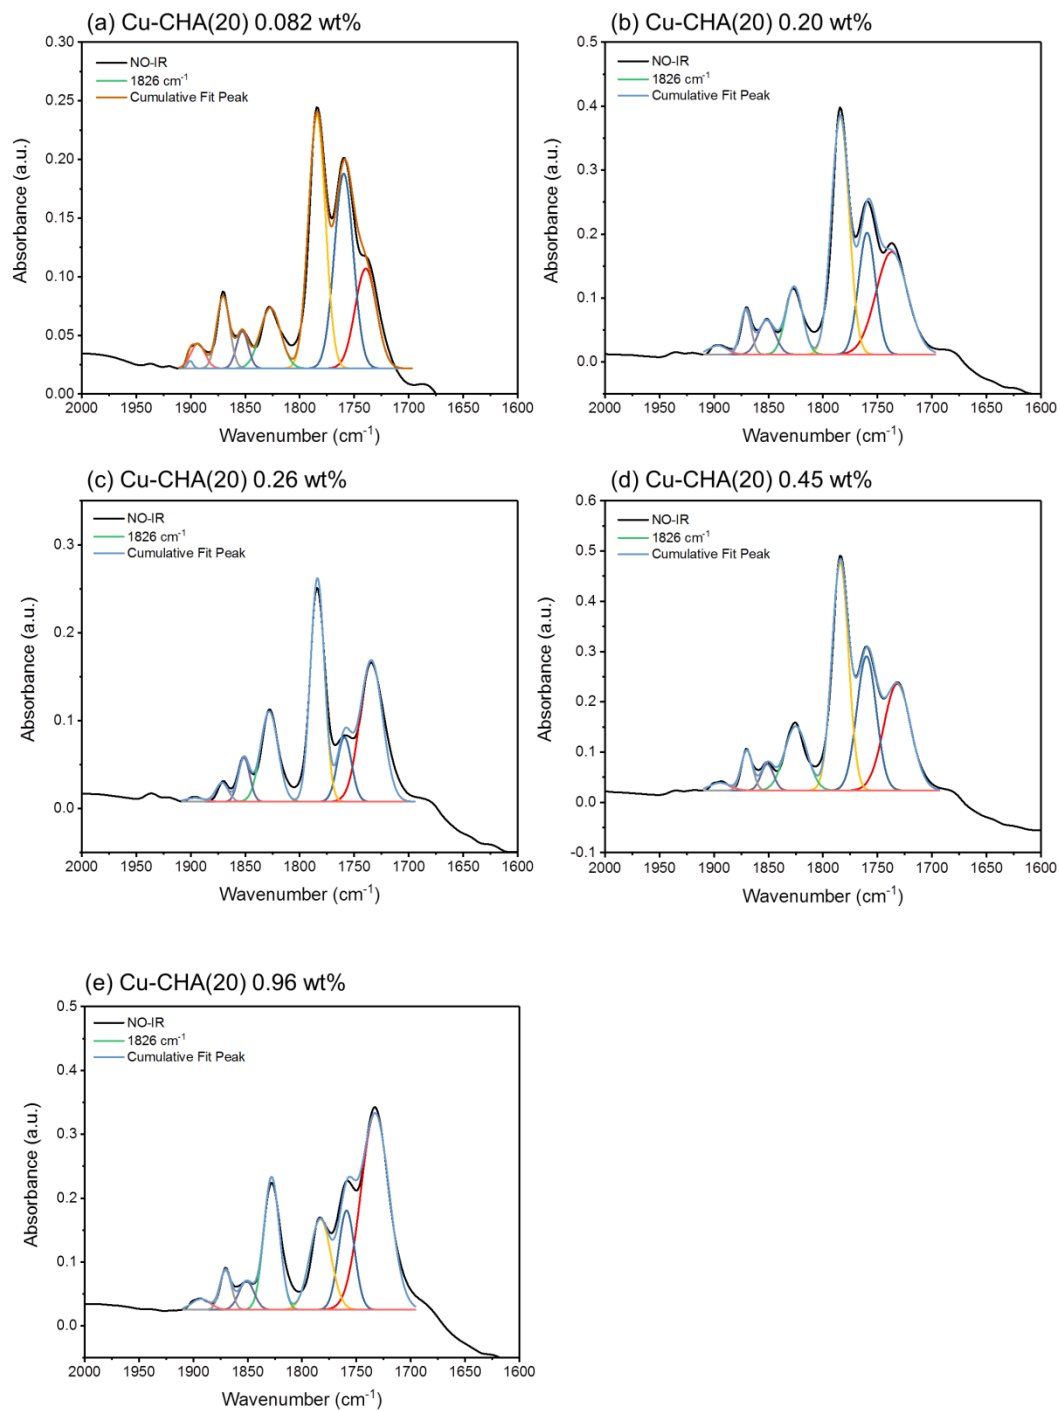 (a) Cu-CHA(20) 0.082 wt%
0.30
NO-IR
1826 cm⁻¹
Cumulative Fit Peak
0.25
0.20
0.15
0.10
0.05
0.00
Absorbance (a.u.)
2000 1950 1900 1850 1800 1750 1700 1650 1600
Wavenumber (cm⁻¹)
(b) Cu-CHA(20) 0.20 wt%
0.5
NO-IR
1826 cm⁻¹
Cumulative Fit Peak
0.4
0.3
0.2
0.1
0.0
Absorbance (a.u.)
2000 1950 1900 1850 1800 1750 1700 1650 1600
Wavenumber (cm⁻¹)
(c) Cu-CHA(20) 0.26 wt%
NO-IR
1826 cm⁻¹
Cumulative Fit Peak
0.3
0.2
0.1
0.0
Absorbance (a.u.)
2000 1950 1900 1850 1800 1750 1700 1650 1600
Wavenumber (cm⁻¹)
(d) Cu-CHA(20) 0.45 wt%
0.6
NO-IR
1826 cm⁻¹
Cumulative Fit Peak
0.5
0.4
0.3
0.2
0.1
0.0
-0.1
Absorbance (a.u.)
2000 1950 1900 1850 1800 1750 1700 1650 1600
Wavenumber (cm⁻¹)
(e) Cu-CHA(20) 0.96 wt%
0.5
NO-IR
1826 cm⁻¹
Cumulative Fit Peak
0.4
0.3
0.2
0.1
0.0
Absorbance (a.u.)
2000 1950 1900 1850 1800 1750 1700 1650 1600
Wavenumber (cm⁻¹)